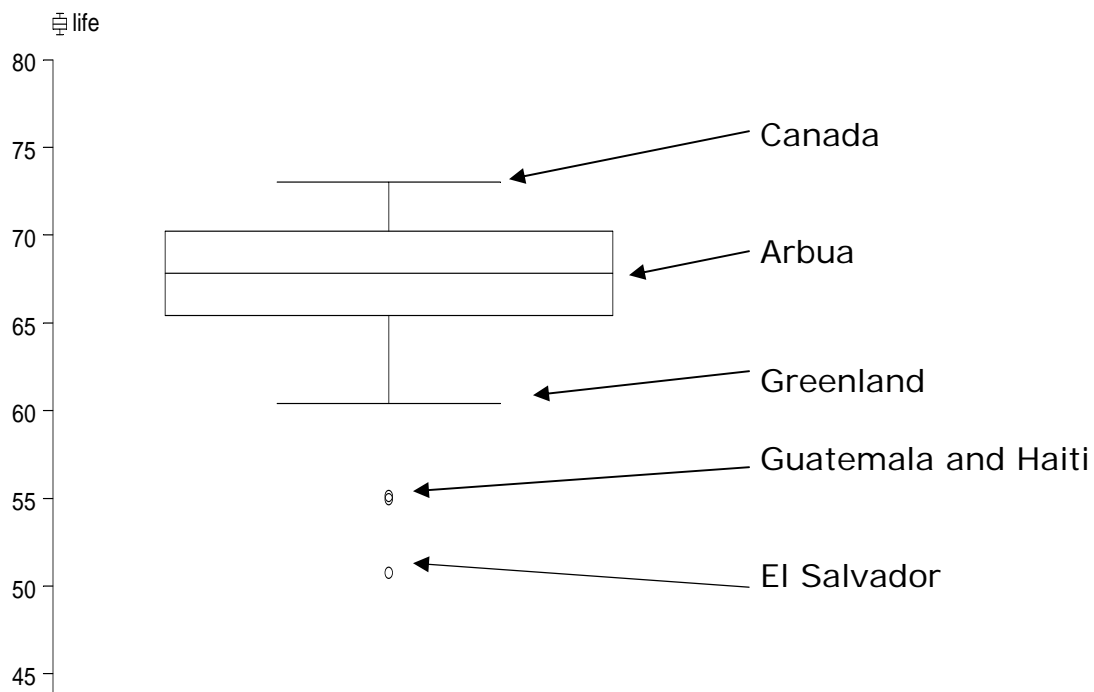 life
80
75
70
65
60
55
50
45
Canada
Arbua
Greenland
Guatemala and Haiti
El Salvador